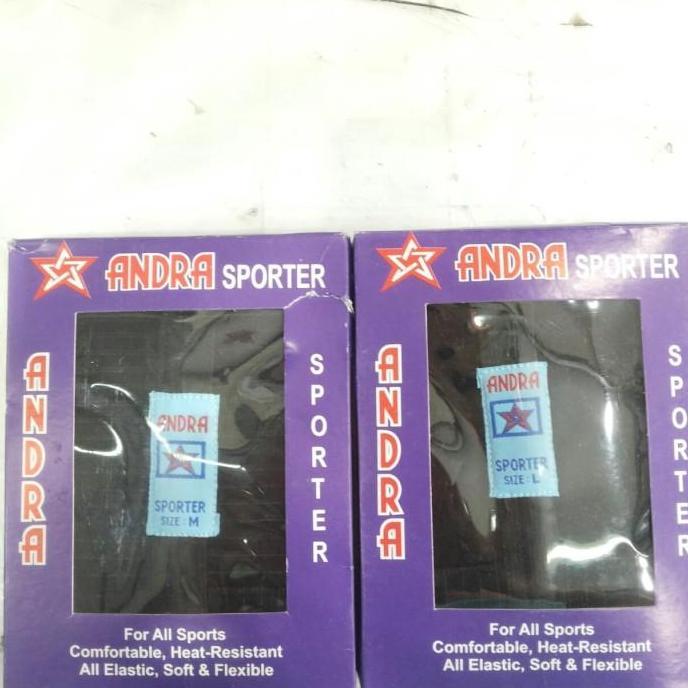 ANDRA SPORTER
ANDRA
SPORTER
ANDRA
SPORTER
SIZE : M
For All Sports
Comfortable, Heat-Resistant
All Elastic, Soft & Flexible
ANDRA SPORTER
ANDRA
SPORTER
ANDRA
SPORTER
SIZE : L
For All Sports
Comfortable, Heat-Resistant
All Elastic, Soft & Flexible